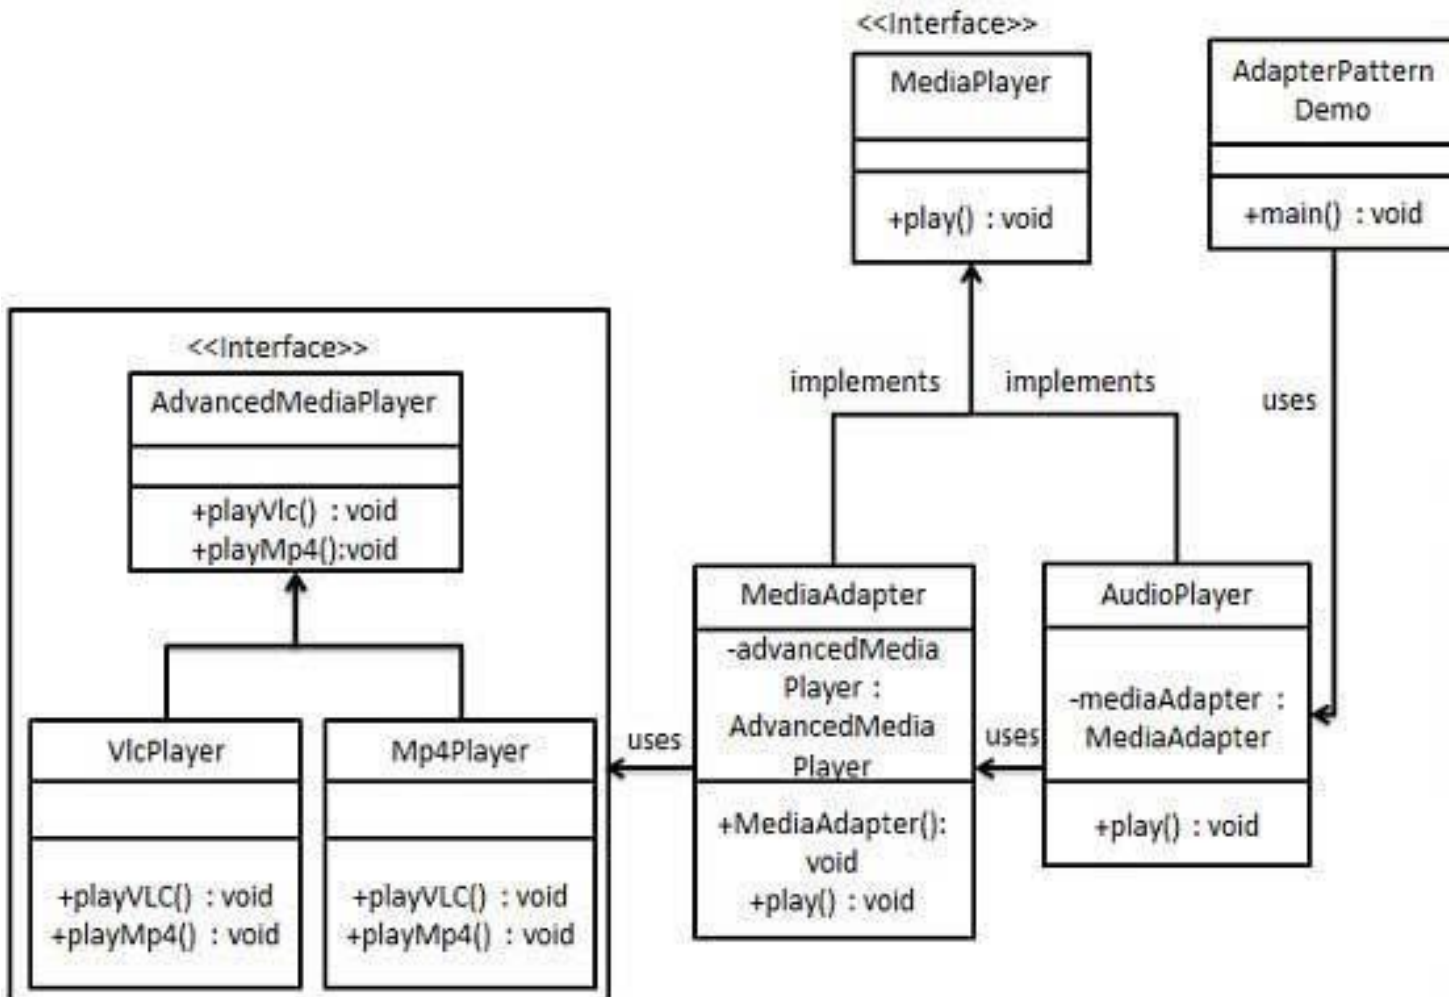 <<Interface>>
MediaPlayer
+play() : void
AdapterPattern
Demo
+main() : void
implements
implements
uses
<<Interface>>
AdvancedMediaPlayer
+playVlc() : void
+playMp4():void
VlcPlayer
+playVLC() : void
+playMp4() : void
Mp4Player
+playVLC() : void
+playMp4() : void
uses
MediaAdapter
-advancedMedia
Player :
AdvancedMedia
Player
+MediaAdapter():
void
+play() : void
uses
AudioPlayer
-mediaAdapter :
MediaAdapter
+play() : void